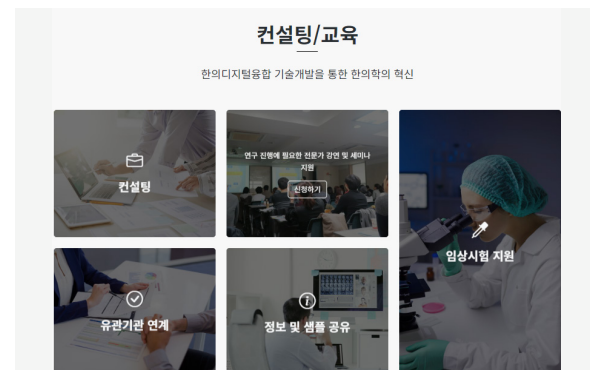 컨설팅/교육
한의디지털융합 기술개발을 통한 한의학의 혁신
컨설팅
연구 진행에 필요한 전문가 강연 및 세미나
지원
신청하기
임상시험 지원
유관기관 연계
정보 및 샘플 공유